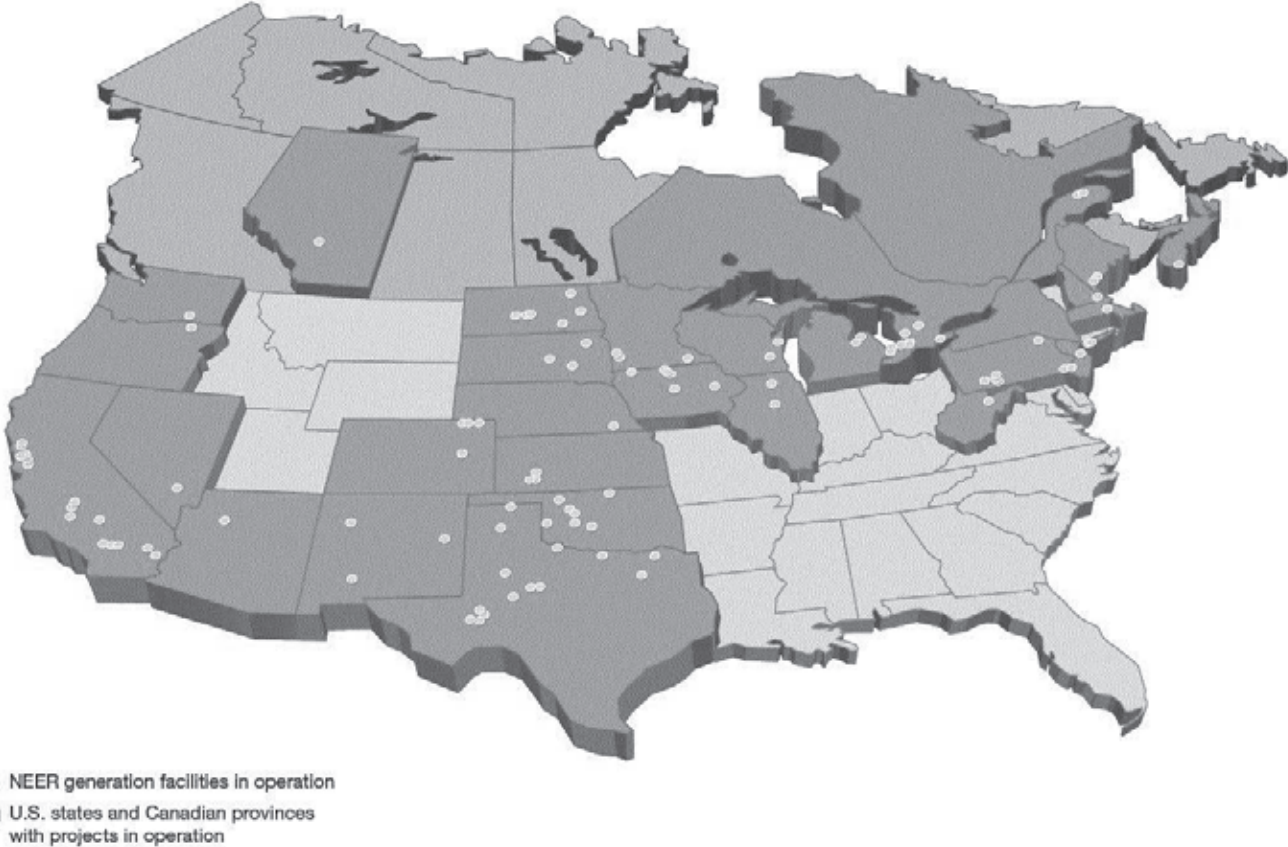 NEER generation facilities in operation
U.S. states and Canadian provinces
with projects in operation